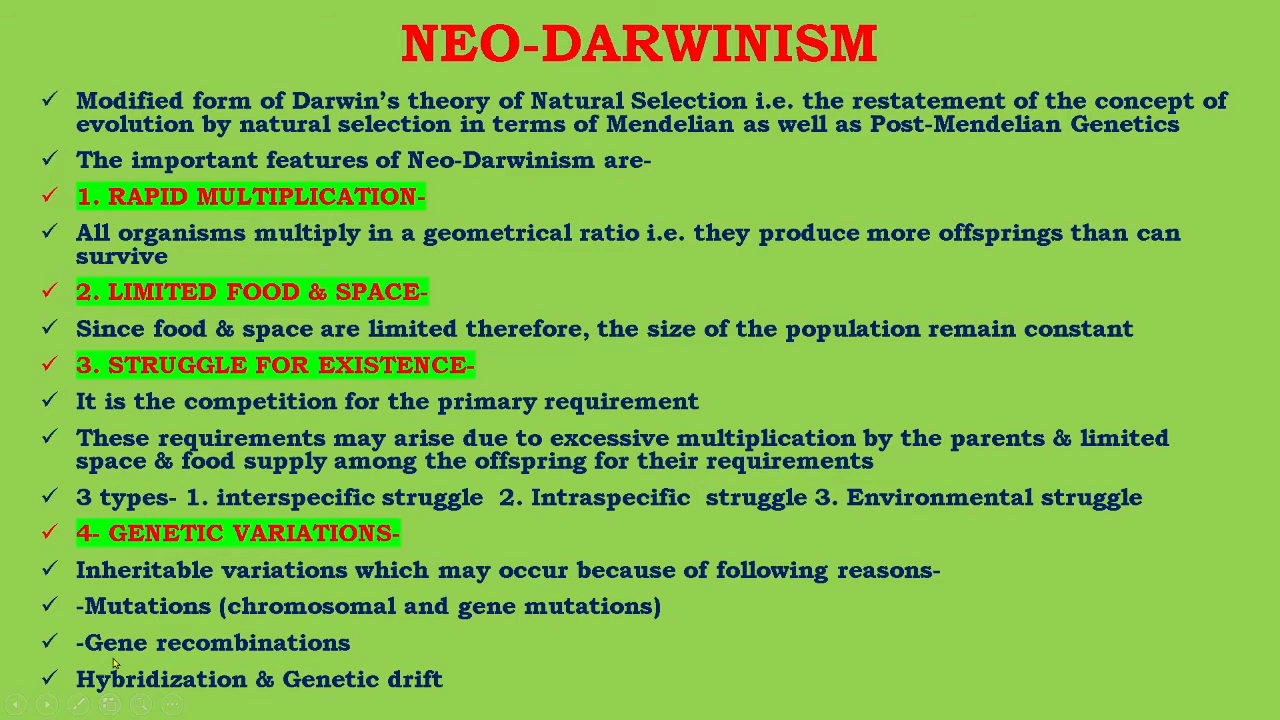 NEO-DARWINISM
✓ Modified form of Darwin's theory of Natural Selection i.e. the restatement of the concept of
evolution by natural selection in terms of Mendelian as well as Post-Mendelian Genetics
✓ The important features of Neo-Darwinism are-
✓ 1. RAPID MULTIPLICATION-
✓ All organisms multiply in a geometrical ratio i.e. they produce more offsprings than can
survive
✓ 2. LIMITED FOOD & SPACE-
✓ Since food & space are limited therefore, the size of the population remain constant
✓ 3. STRUGGLE FOR EXISTENCE-
✓ It is the competition for the primary requirement
✓ These requirements may arise due to excessive multiplication by the parents & limited
space & food supply among the offspring for their requirements
✓ 3 types- 1. interspecific struggle 2. Intraspecific struggle 3. Environmental struggle
✓ 4- GENETIC VARIATIONS-
✓ Inheritable variations which may occur because of following reasons-
✓ -Mutations (chromosomal and gene mutations)
✓ -Gene recombinations
✓ Hybridization & Genetic drift